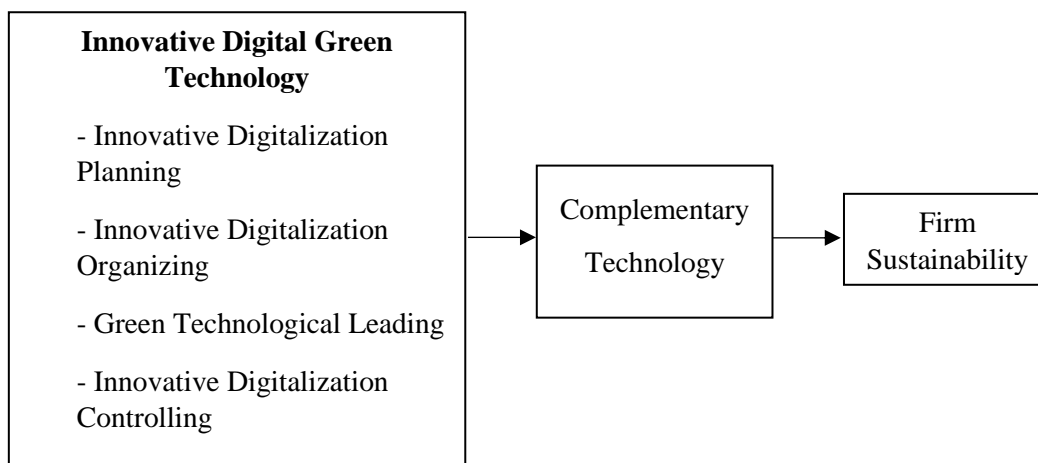 Innovative Digital Green
Technology
- Innovative Digitalization
Planning
- Innovative Digitalization
Organizing
- Green Technological Leading
- Innovative Digitalization
Controlling
Complementary
Technology
Firm
Sustainability